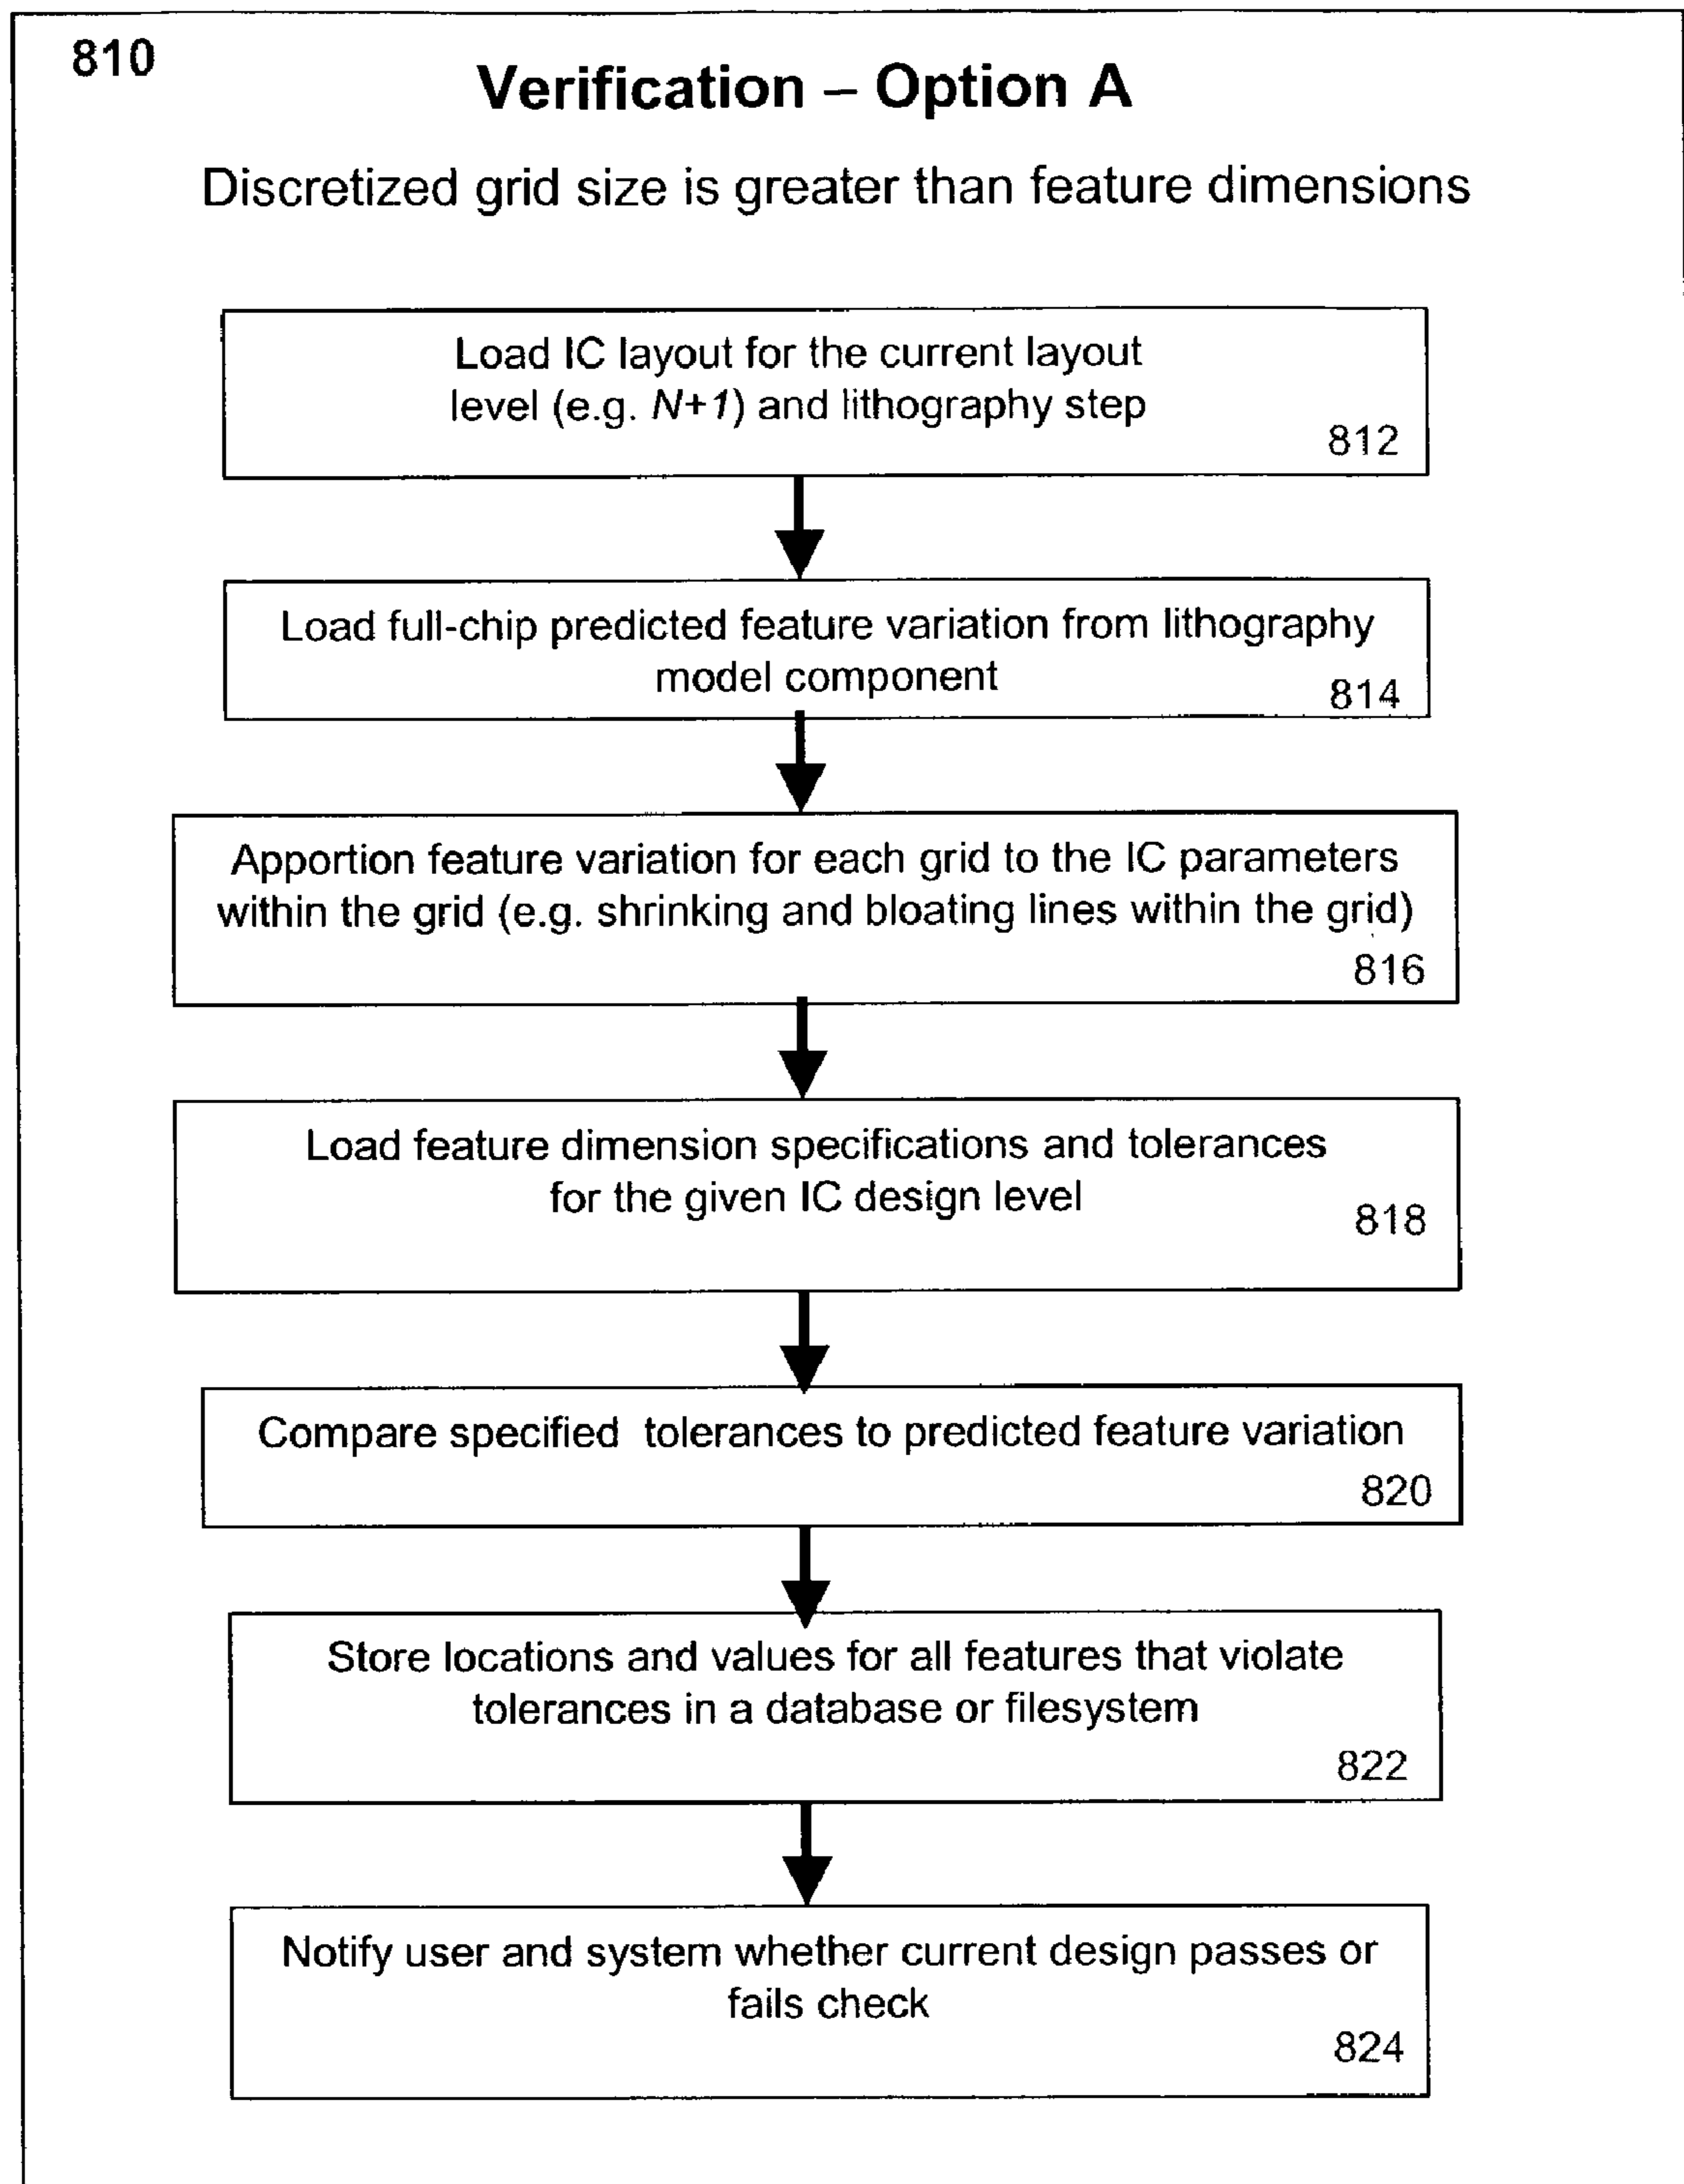 810
Verification – Option A
Discretized grid size is greater than feature dimensions
Load IC layout for the current layout
level (e.g. N+1) and lithography step
812
Load full-chip predicted feature variation from lithography
model component
814
Apportion feature variation for each grid to the IC parameters
within the grid (e.g. shrinking and bloating lines within the grid)
816
Load feature dimension specifications and tolerances
for the given IC design level
818
Compare specified tolerances to predicted feature variation
820
Store locations and values for all features that violate
tolerances in a database or filesystem
822
Notify user and system whether current design passes or
fails check
824